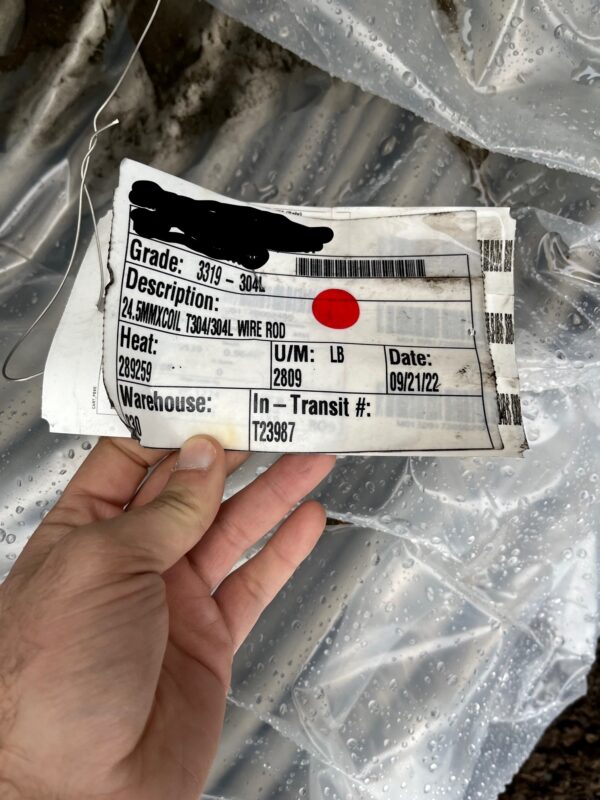 Grade: 3319 - 304L
Description:
24.5MMXCOIL T304/304L WIRE ROD
Heat:
289259
U/M: LB
2809
Date:
09/21/22
Warehouse:
In - Transit #:
T23987